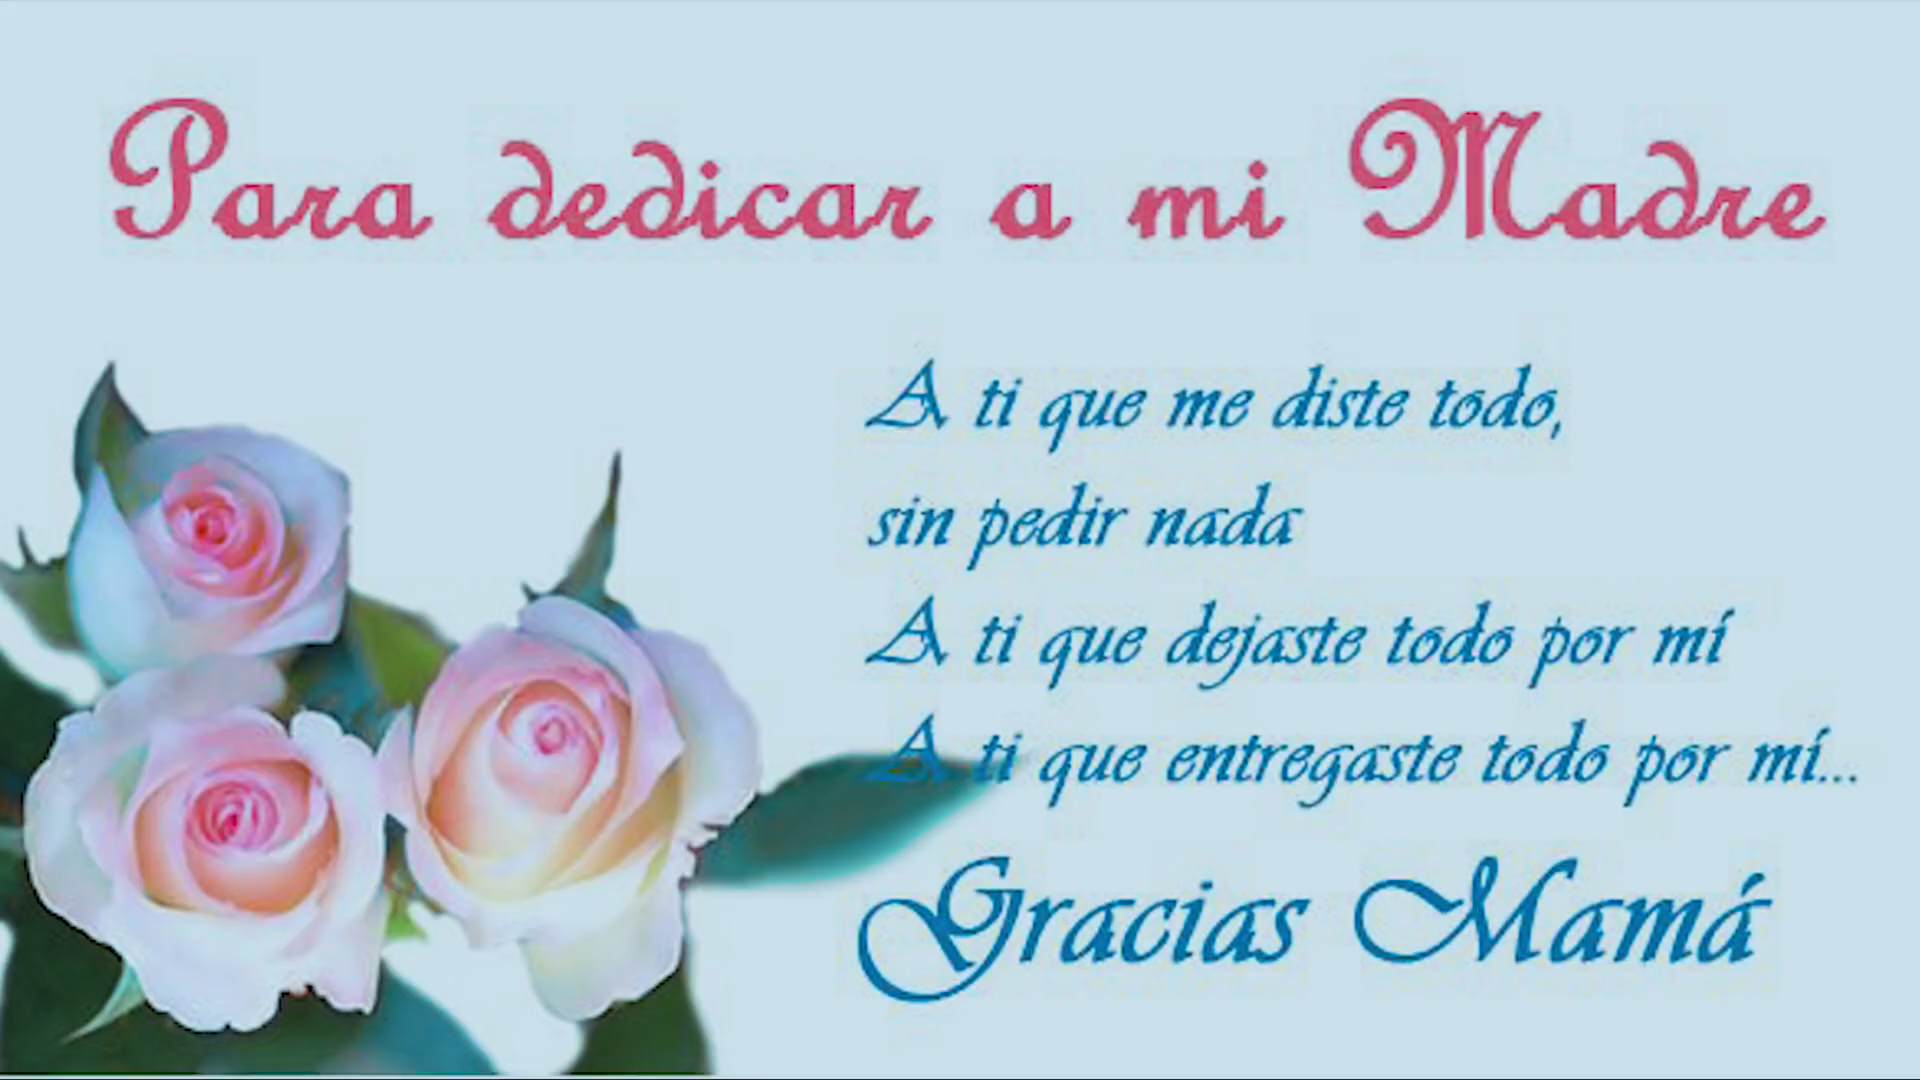 Para dedicar a mi Madre
A ti que me diste todo,
sin pedir nada
A ti que dejaste todo por mí
A ti que entregaste todo por mí...
Gracias Mamá